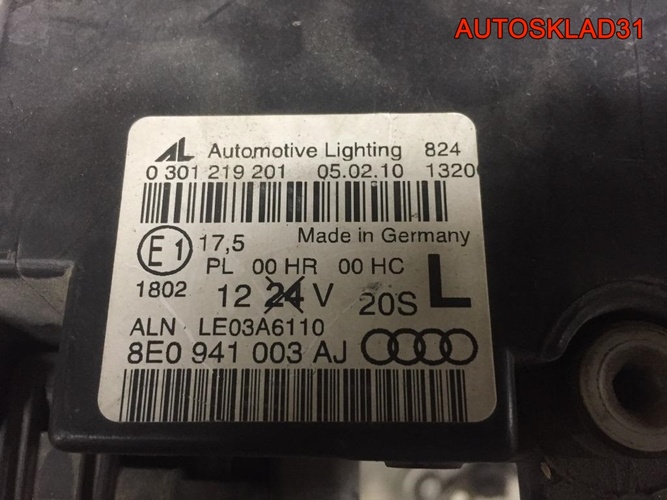 AUTOSKLAD31
AL Automotive Lighting 824
0 301 219 201 05.02.10 1320
E1 17,5 Made in Germany
PL 00 HR 00 HC
1802 12 24 V 20S L
ALN LE03A6110
8E0 941 003 AJ